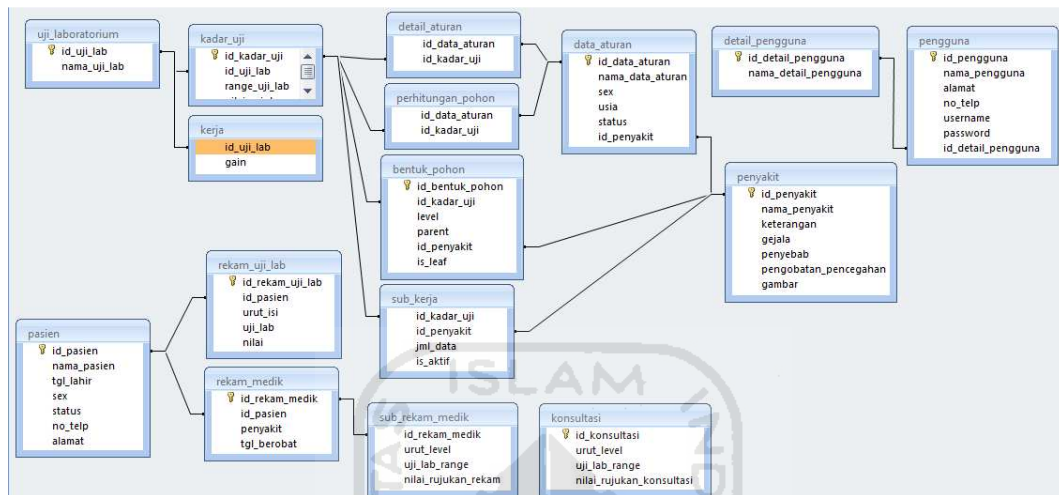 uji_laboratorium
id_uji_lab
nama_uji_lab
kadar_uji
id_kadar_uji
id_uji_lab
range_uji_lab
kerja
id_uji_lab
gain
detail_aturan
id_data_aturan
id_kadar_uji
perhitungan_pohon
id_data_aturan
id_kadar_uji
bentuk_pohon
id_bentuk_pohon
id_kadar_uji
level
parent
id_penyakit
is_leaf
sub_kerja
id_kadar_uji
id_penyakit
jml_data
is_aktif
data_aturan
id_data_aturan
nama_data_aturan
sex
usia
status
id_penyakit
detail_pengguna
id_detail_pengguna
nama_detail_pengguna
pengguna
id_pengguna
nama_pengguna
alamat
no_telp
username
password
id_detail_pengguna
penyakit
id_penyakit
nama_penyakit
keterangan
gejala
penyebab
pengobatan_pencegahan
gambar
rekam_uji_lab
id_rekam_uji_lab
id_pasien
urut_isi
uji_lab
nilai
pasien
id_pasien
nama_pasien
tgl_lahir
sex
status
no_telp
alamat
rekam_medik
id_rekam_medik
id_pasien
penyakit
tgl_berobat
sub_rekam_medik
id_rekam_medik
urut_level
uji_lab_range
nilai_rujukan_rekam
konsultasi
id_konsultasi
urut_level
uji_lab_range
nilai_rujukan_konsultasi
ISLAM